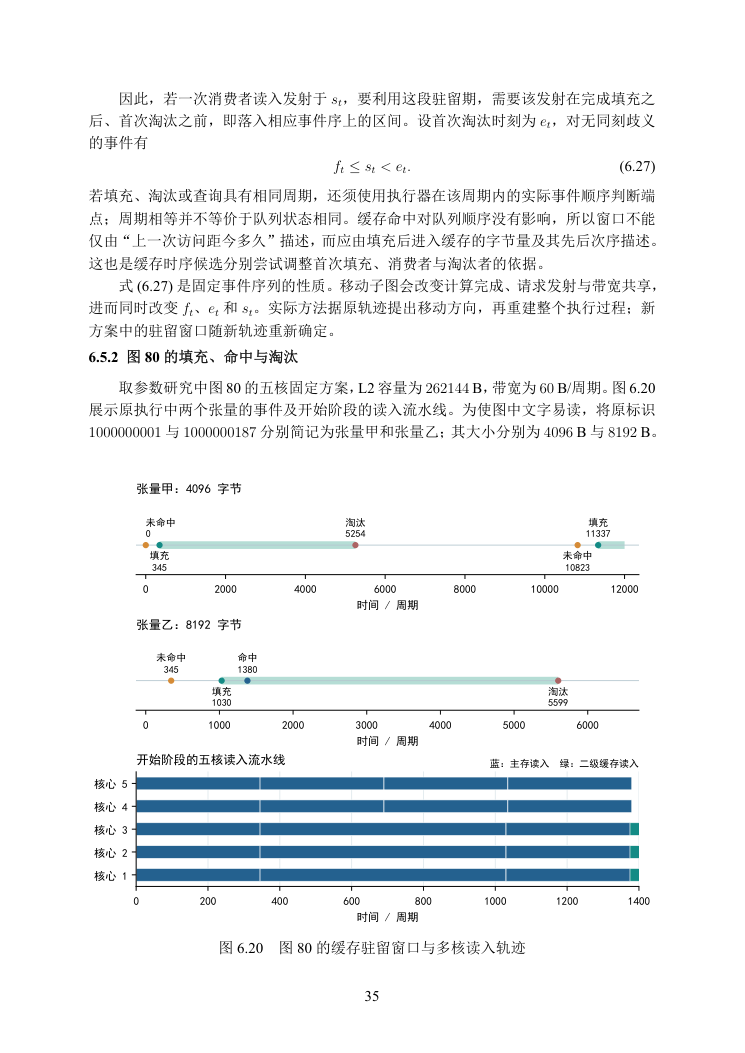 因此，若一次消费者读入发射于 sₜ，要利用这段驻留期，需要该发射在完成填充之
后、首次淘汰之前，即落入相应事件序上的区间。设首次淘汰时刻为 eₜ，对无同刻歧义
的事件有
fₜ ≤ sₜ < eₜ. (6.27)
若填充、淘汰或查询具有相同周期，还须使用执行器在该周期内的实际事件顺序判断端
点；周期相等并不等价于队列状态相同。缓存命中对队列顺序没有影响，所以窗口不能
仅由“上一次访问距今多久”描述，而应由填充后进入缓存的字节量及其先后次序描述。
这也是缓存时序候选分别尝试调整首次填充、消费者与淘汰者的依据。
式 (6.27) 是固定事件序列的性质。移动子图会改变计算完成、请求发射与带宽共享，
进而同时改变 fₜ、eₜ 和 sₜ。实际方法据原轨迹提出移动方向，再重建整个执行过程；新
方案中的驻留窗口随新轨迹重新确定。
6.5.2 图 80 的填充、命中与淘汰
取参数研究中图 80 的五核固定方案，L2 容量为 262144 B，带宽为 60 B/周期。图 6.20
展示原执行中两个张量的事件及开始阶段的读入流水线。为使图中文字易读，将原标识
1000000001 与 1000000187 分别简记为张量甲和张量乙；其大小分别为 4096 B 与 8192 B。
张量甲：4096 字节
未命中 淘汰 填充
0 5254 11337
填充 未命中
345 10823
0 2000 4000 6000 8000 10000 12000
时间 / 周期
张量乙：8192 字节
未命中 命中
345 1380
填充 淘汰
1030 5599
0 1000 2000 3000 4000 5000 6000
时间 / 周期
开始阶段的五核读入流水线 蓝：主存读入 绿：二级缓存读入
核心 5
核心 4
核心 3
核心 2
核心 1
0 200 400 600 800 1000 1200 1400
时间 / 周期
图 6.20 图 80 的缓存驻留窗口与多核读入轨迹
35